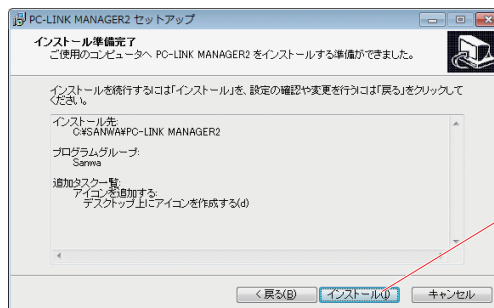 PC-LINK MANAGER2 セットアップ
インストール準備完了
ご使用のコンピュータへ PC-LINK MANAGER2 をインストールする準備ができました。
インストールを続行するには「インストール」を、設定の確認や変更を行うには「戻る」をクリックして
ください。
インストール先:
C:¥SANWA¥PC-LINK MANAGER2
プログラムグループ:
Sanwa
追加タスク一覧:
アイコンを追加する:
デスクトップ上にアイコンを作成する(d)
< 戻る(B) インストール(I) キャンセル